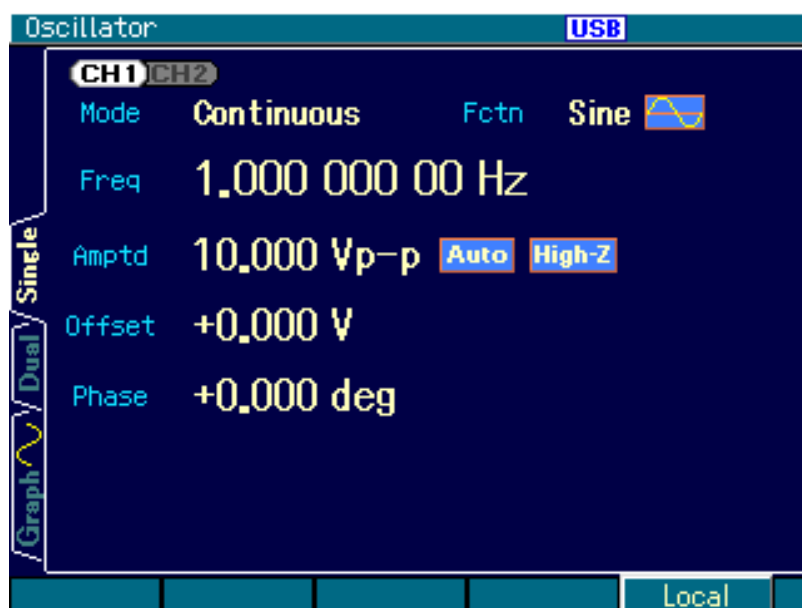 Oscillator USB
CH1 CH2
Mode Continuous Fctn Sine
Freq 1.000 000 00 Hz
Amptd 10.000 Vp-p Auto High-Z
Offset +0.000 V
Phase +0.000 deg
Single
Dual
Graph
Local